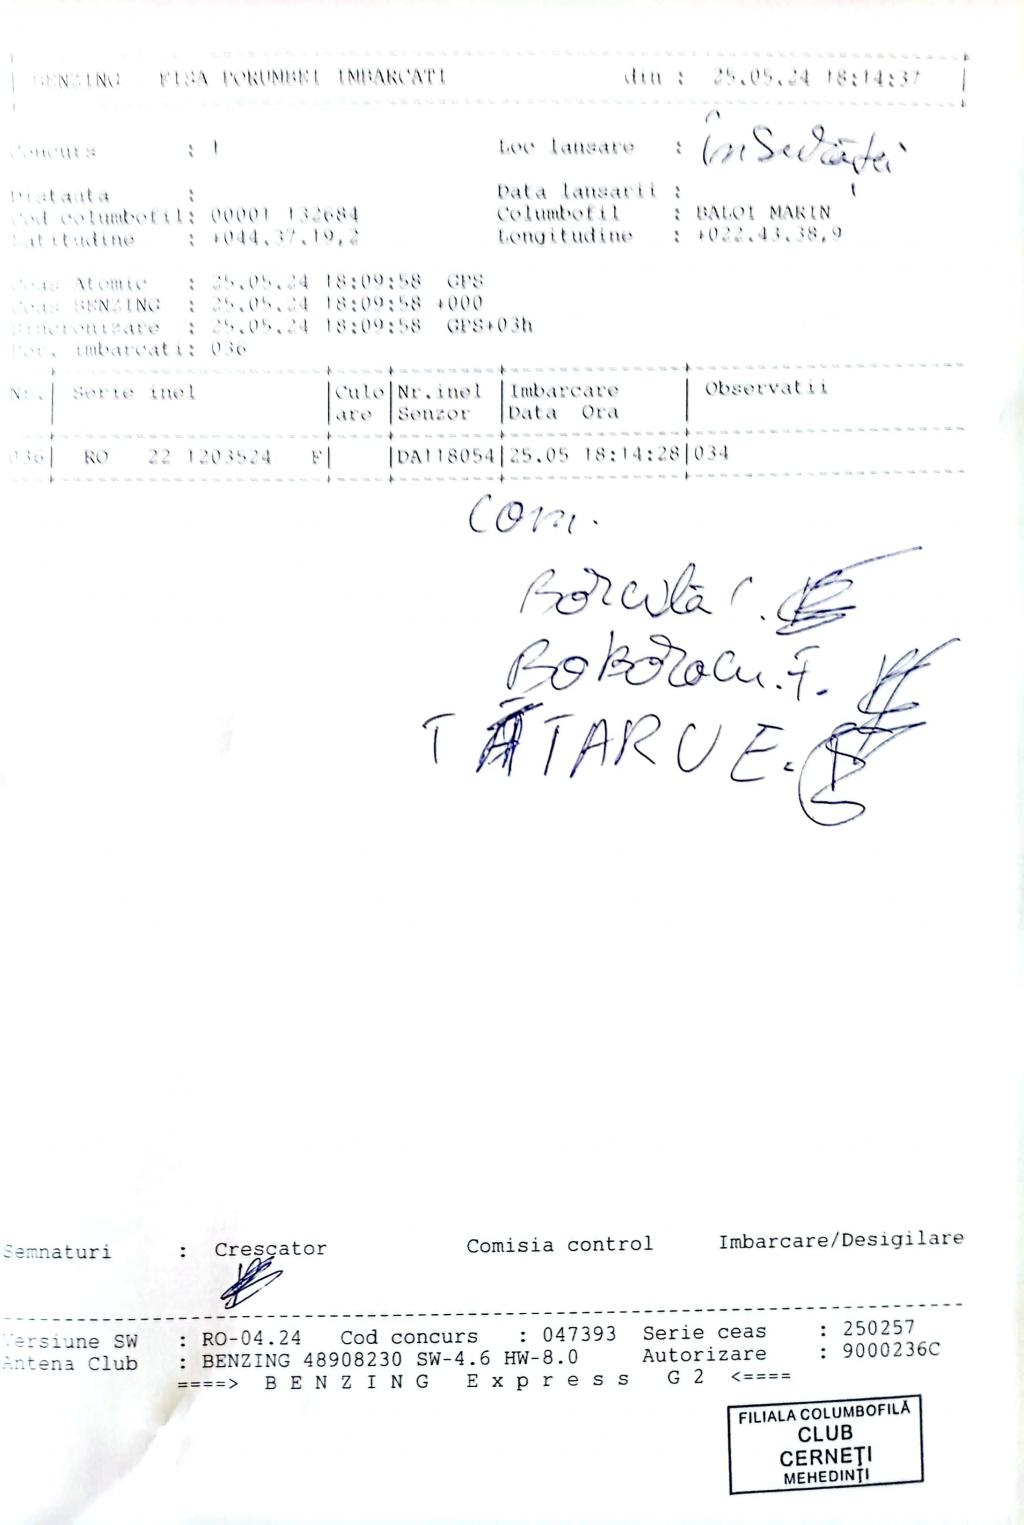 BENZING FISA PORUMBEI IMBARCATI din : 25.05.24 18:14:37
Concurs : 1 Loc lansare : Însurăței
Distanta : Data lansarii :
Cod columbofil: 00001 132684 Columbofil : BALOI MARIN
Latitudine : +044.37.19,2 Longitudine : +022.43.38,9
Ceas Atomic : 25.05.24 18:09:58 GPS
Ceas BENZING : 25.05.24 18:09:58 +000
Sincronizare : 25.05.24 18:09:58 GPS+03h
Por. imbarcati: 036
Nr. Serie inel Culo Nr.inel Imbarcare Observatii
are Senzor Data Ora
036 RO 22 1203524 F DA118054 25.05 18:14:28 034
Com.
Borcilă
Boborocu.
TĂTARU E.
Semnaturi : Crescator Comisia control Imbarcare/Desigilare
Versiune SW : RO-04.24 Cod concurs : 047393 Serie ceas : 250257
Antena Club : BENZING 48908230 SW-4.6 HW-8.0 Autorizare : 9000236C
====> B E N Z I N G E x p r e s s G 2 <====
FILIALA COLUMBOFILĂ
CLUB
CERNEȚI
MEHEDINȚI